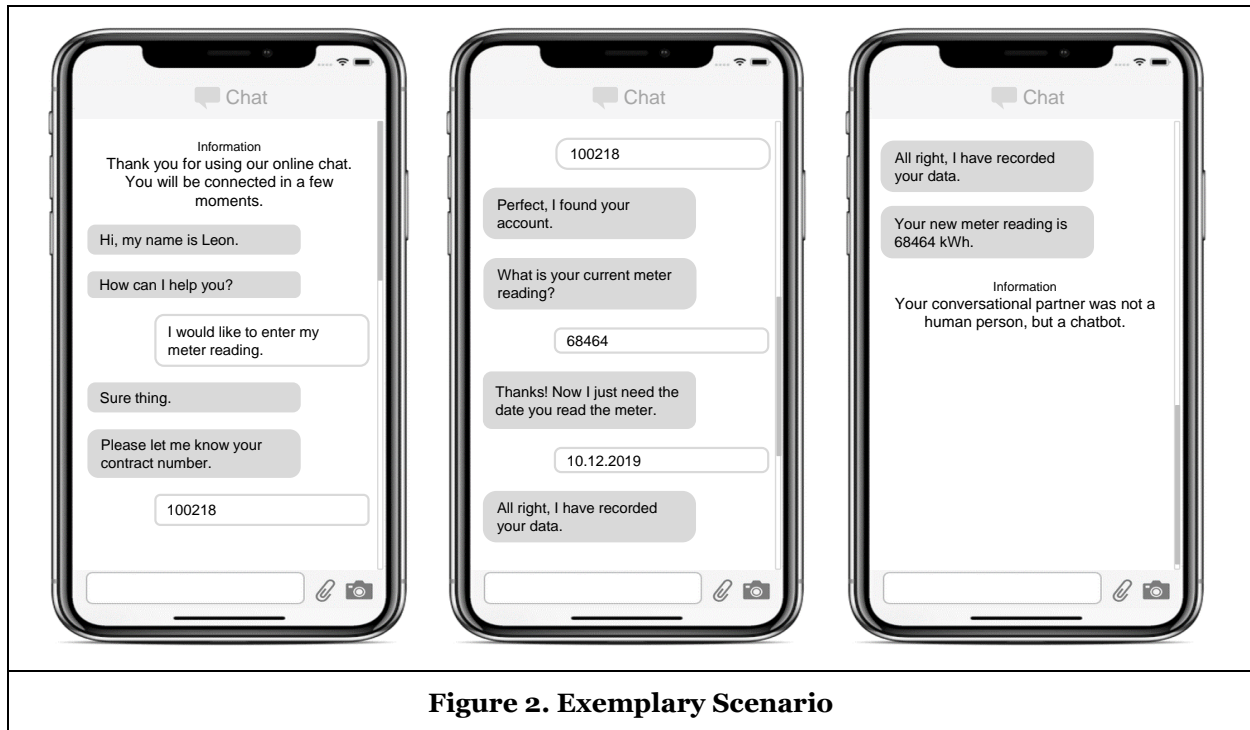 Chat
Information
Thank you for using our online chat.
You will be connected in a few
moments.
Hi, my name is Leon.
How can I help you?
I would like to enter my
meter reading.
Sure thing.
Please let me know your
contract number.
100218
Chat
100218
Perfect, I found your
account.
What is your current meter
reading?
68464
Thanks! Now I just need the
date you read the meter.
10.12.2019
All right, I have recorded
your data.
Chat
All right, I have recorded
your data.
Your new meter reading is
68464 kWh.
Information
Your conversational partner was not a
human person, but a chatbot.
Figure 2. Exemplary Scenario